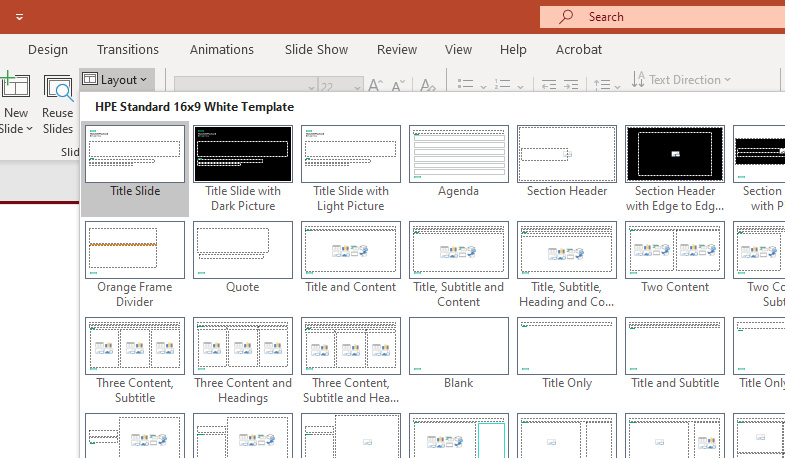 Search
Design
Transitions
Animations
Slide Show
Review
View
Help
Acrobat
New
Slide
Reuse
Slides
Layout
22
Text Direction
Slid
HPE Standard 16x9 White Template
Title Slide
Title Slide with
Dark Picture
Title Slide with
Light Picture
Agenda
Section Header
Section Header
with Edge to Edg...
Section
with P
Orange Frame
Divider
Quote
Title and Content
Title, Subtitle and
Content
Title, Subtitle,
Heading and Co...
Two Content
Two Co
Subt
Three Content,
Subtitle
Three Content and
Headings
Three Content,
Subtitle and Hea...
Blank
Title Only
Title and Subtitle
Title Only